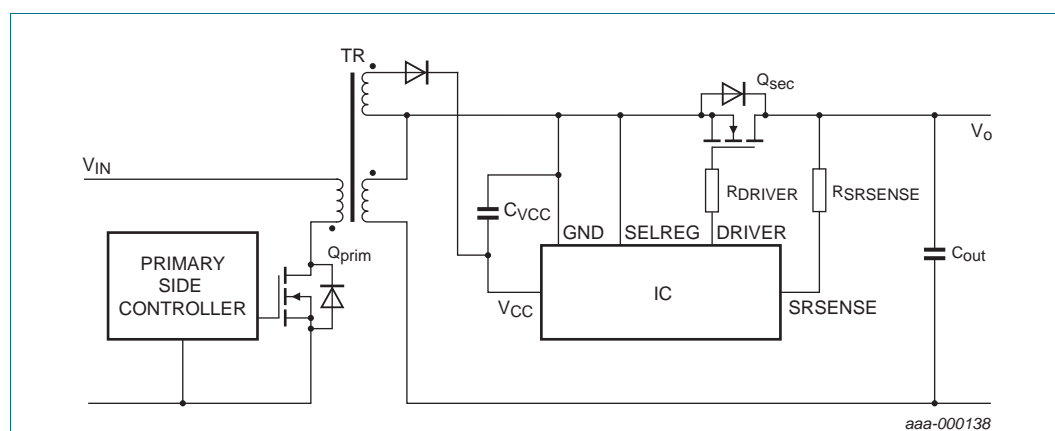 TR
Qsec
Vo
VIN
RDRIVER
RSRSENSE
CVCC
GND
SELREG
DRIVER
Cout
Qprim
PRIMARY
SIDE
CONTROLLER
IC
VCC
SRSENSE
aaa-000138